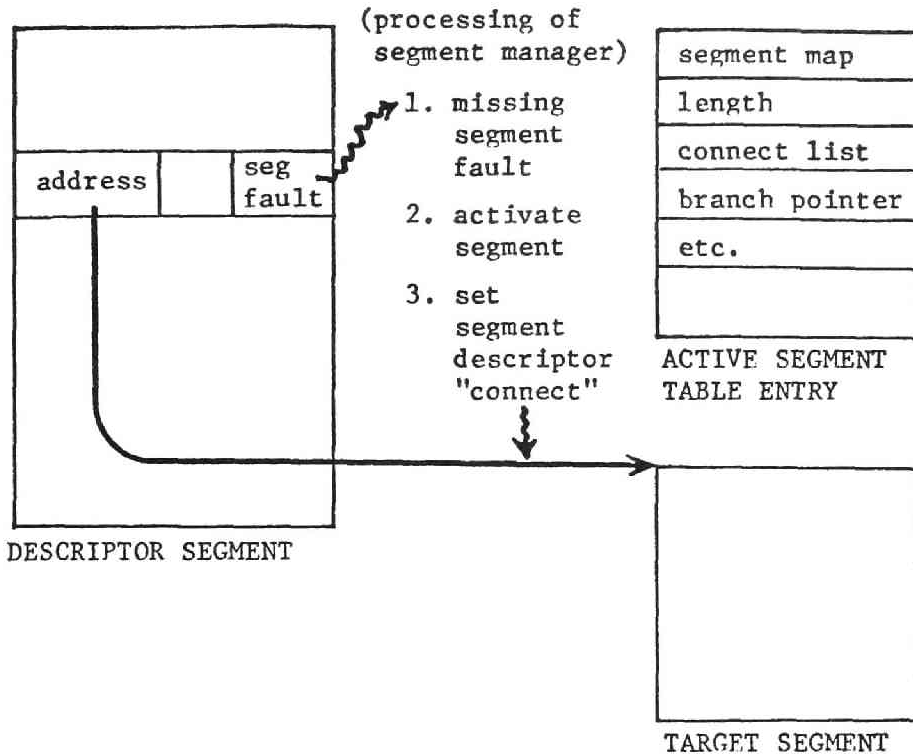 (processing of
segment manager)
1. missing
segment
fault
2. activate
segment
3. set
segment
descriptor
"connect"
address
seg
fault
DESCRIPTOR SEGMENT
segment map
length
connect list
branch pointer
etc.
ACTIVE SEGMENT
TABLE ENTRY
TARGET SEGMENT